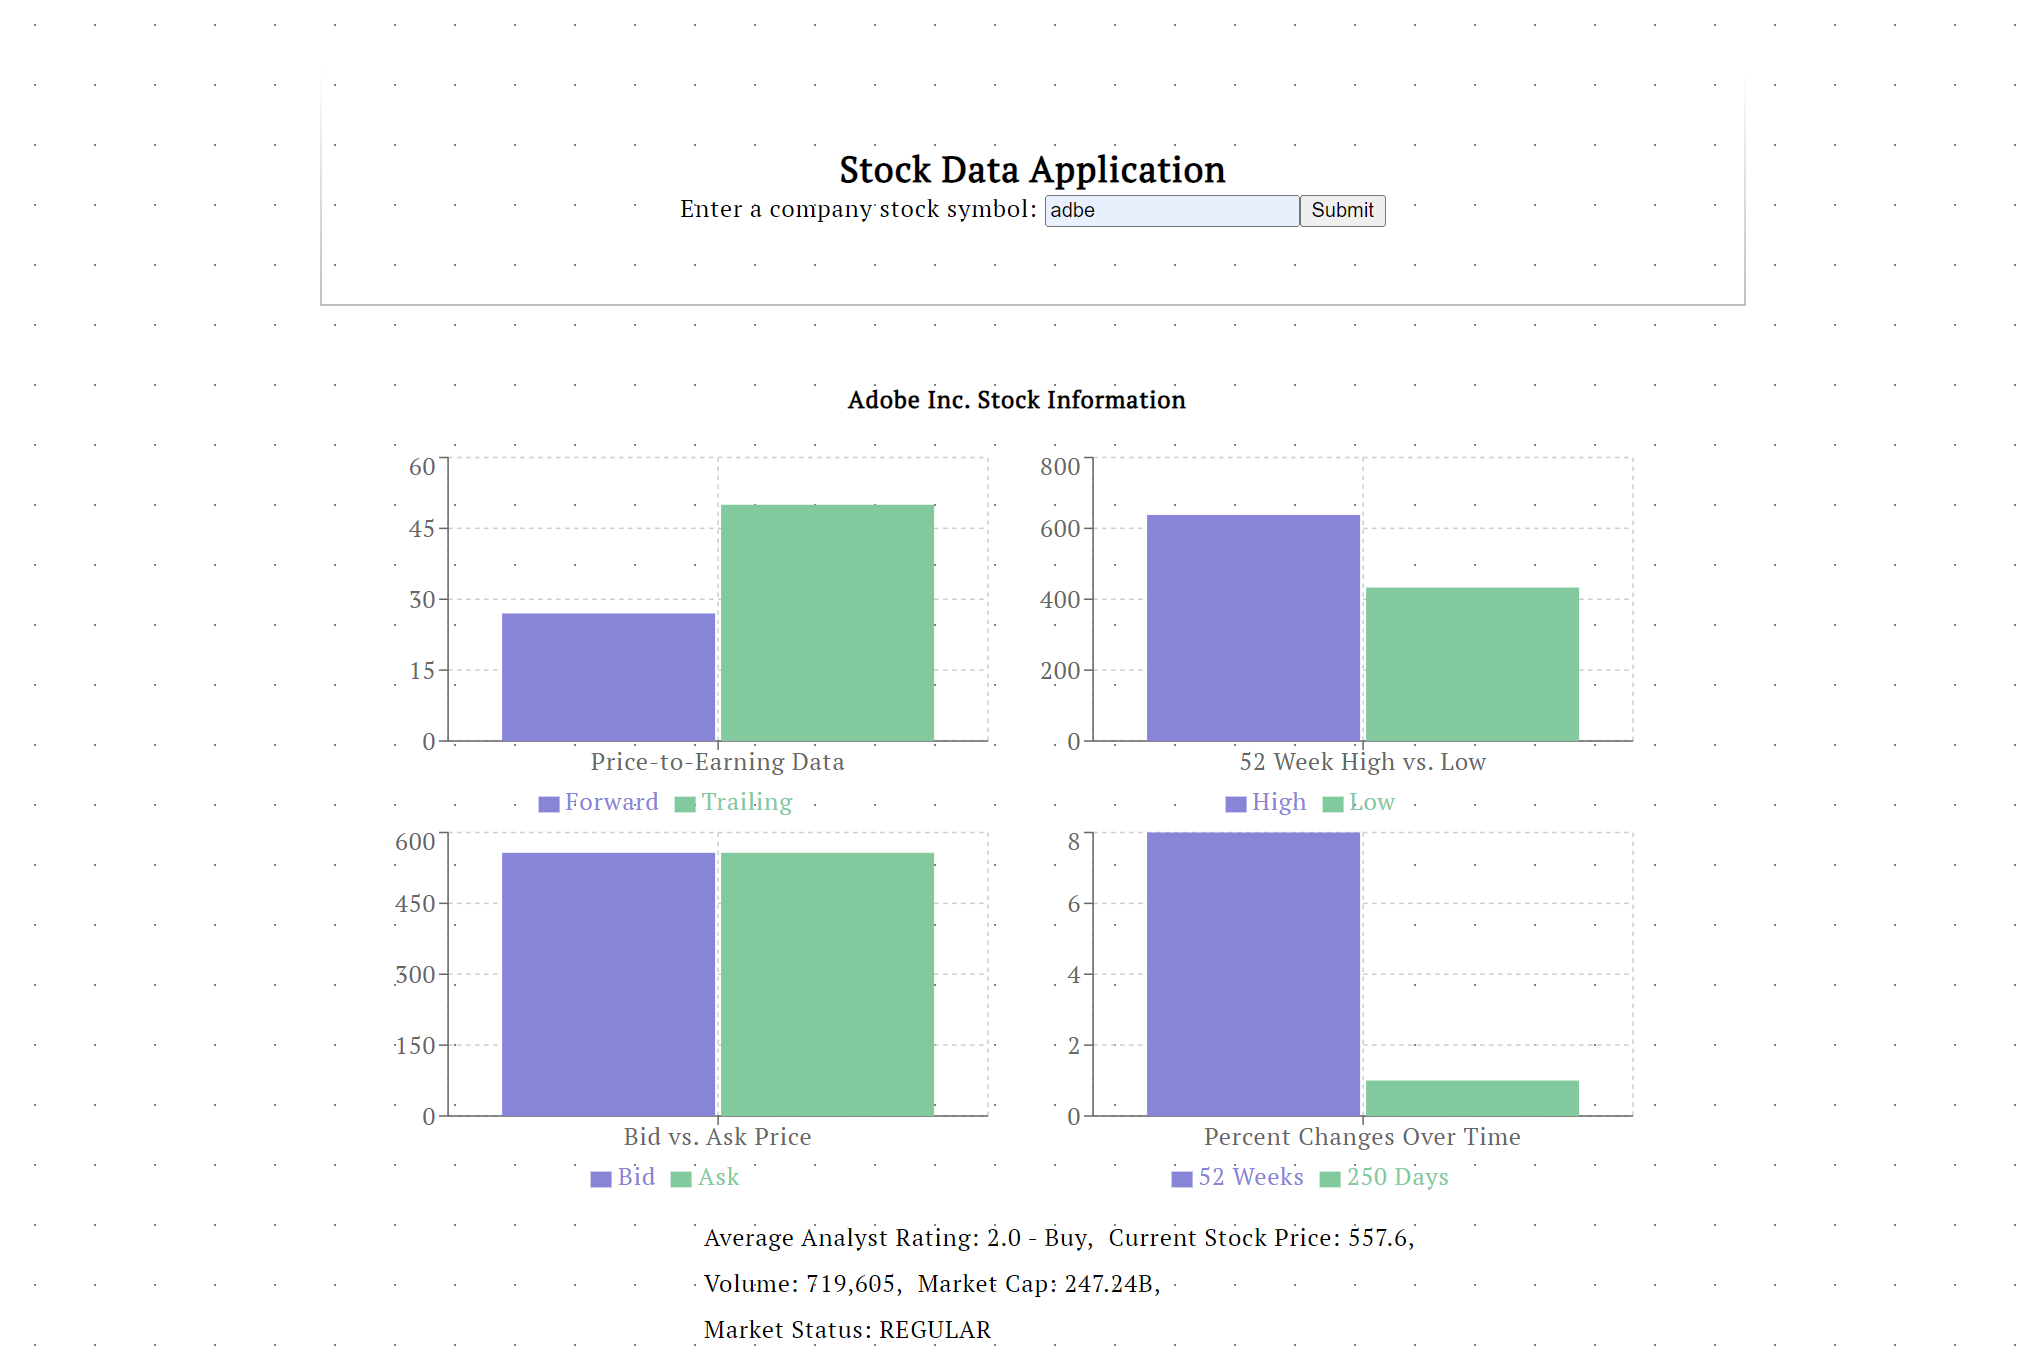 Stock Data Application
Enter a company stock symbol: adbe Submit
Adobe Inc. Stock Information
60
45
30
15
0
Price-to-Earning Data
Forward Trailing
800
600
400
200
0
52 Week High vs. Low
High Low
600
450
300
150
0
Bid vs. Ask Price
Bid Ask
8
6
4
2
0
Percent Changes Over Time
52 Weeks 250 Days
Average Analyst Rating: 2.0 - Buy, Current Stock Price: 557.6,
Volume: 719,605, Market Cap: 247.24B,
Market Status: REGULAR